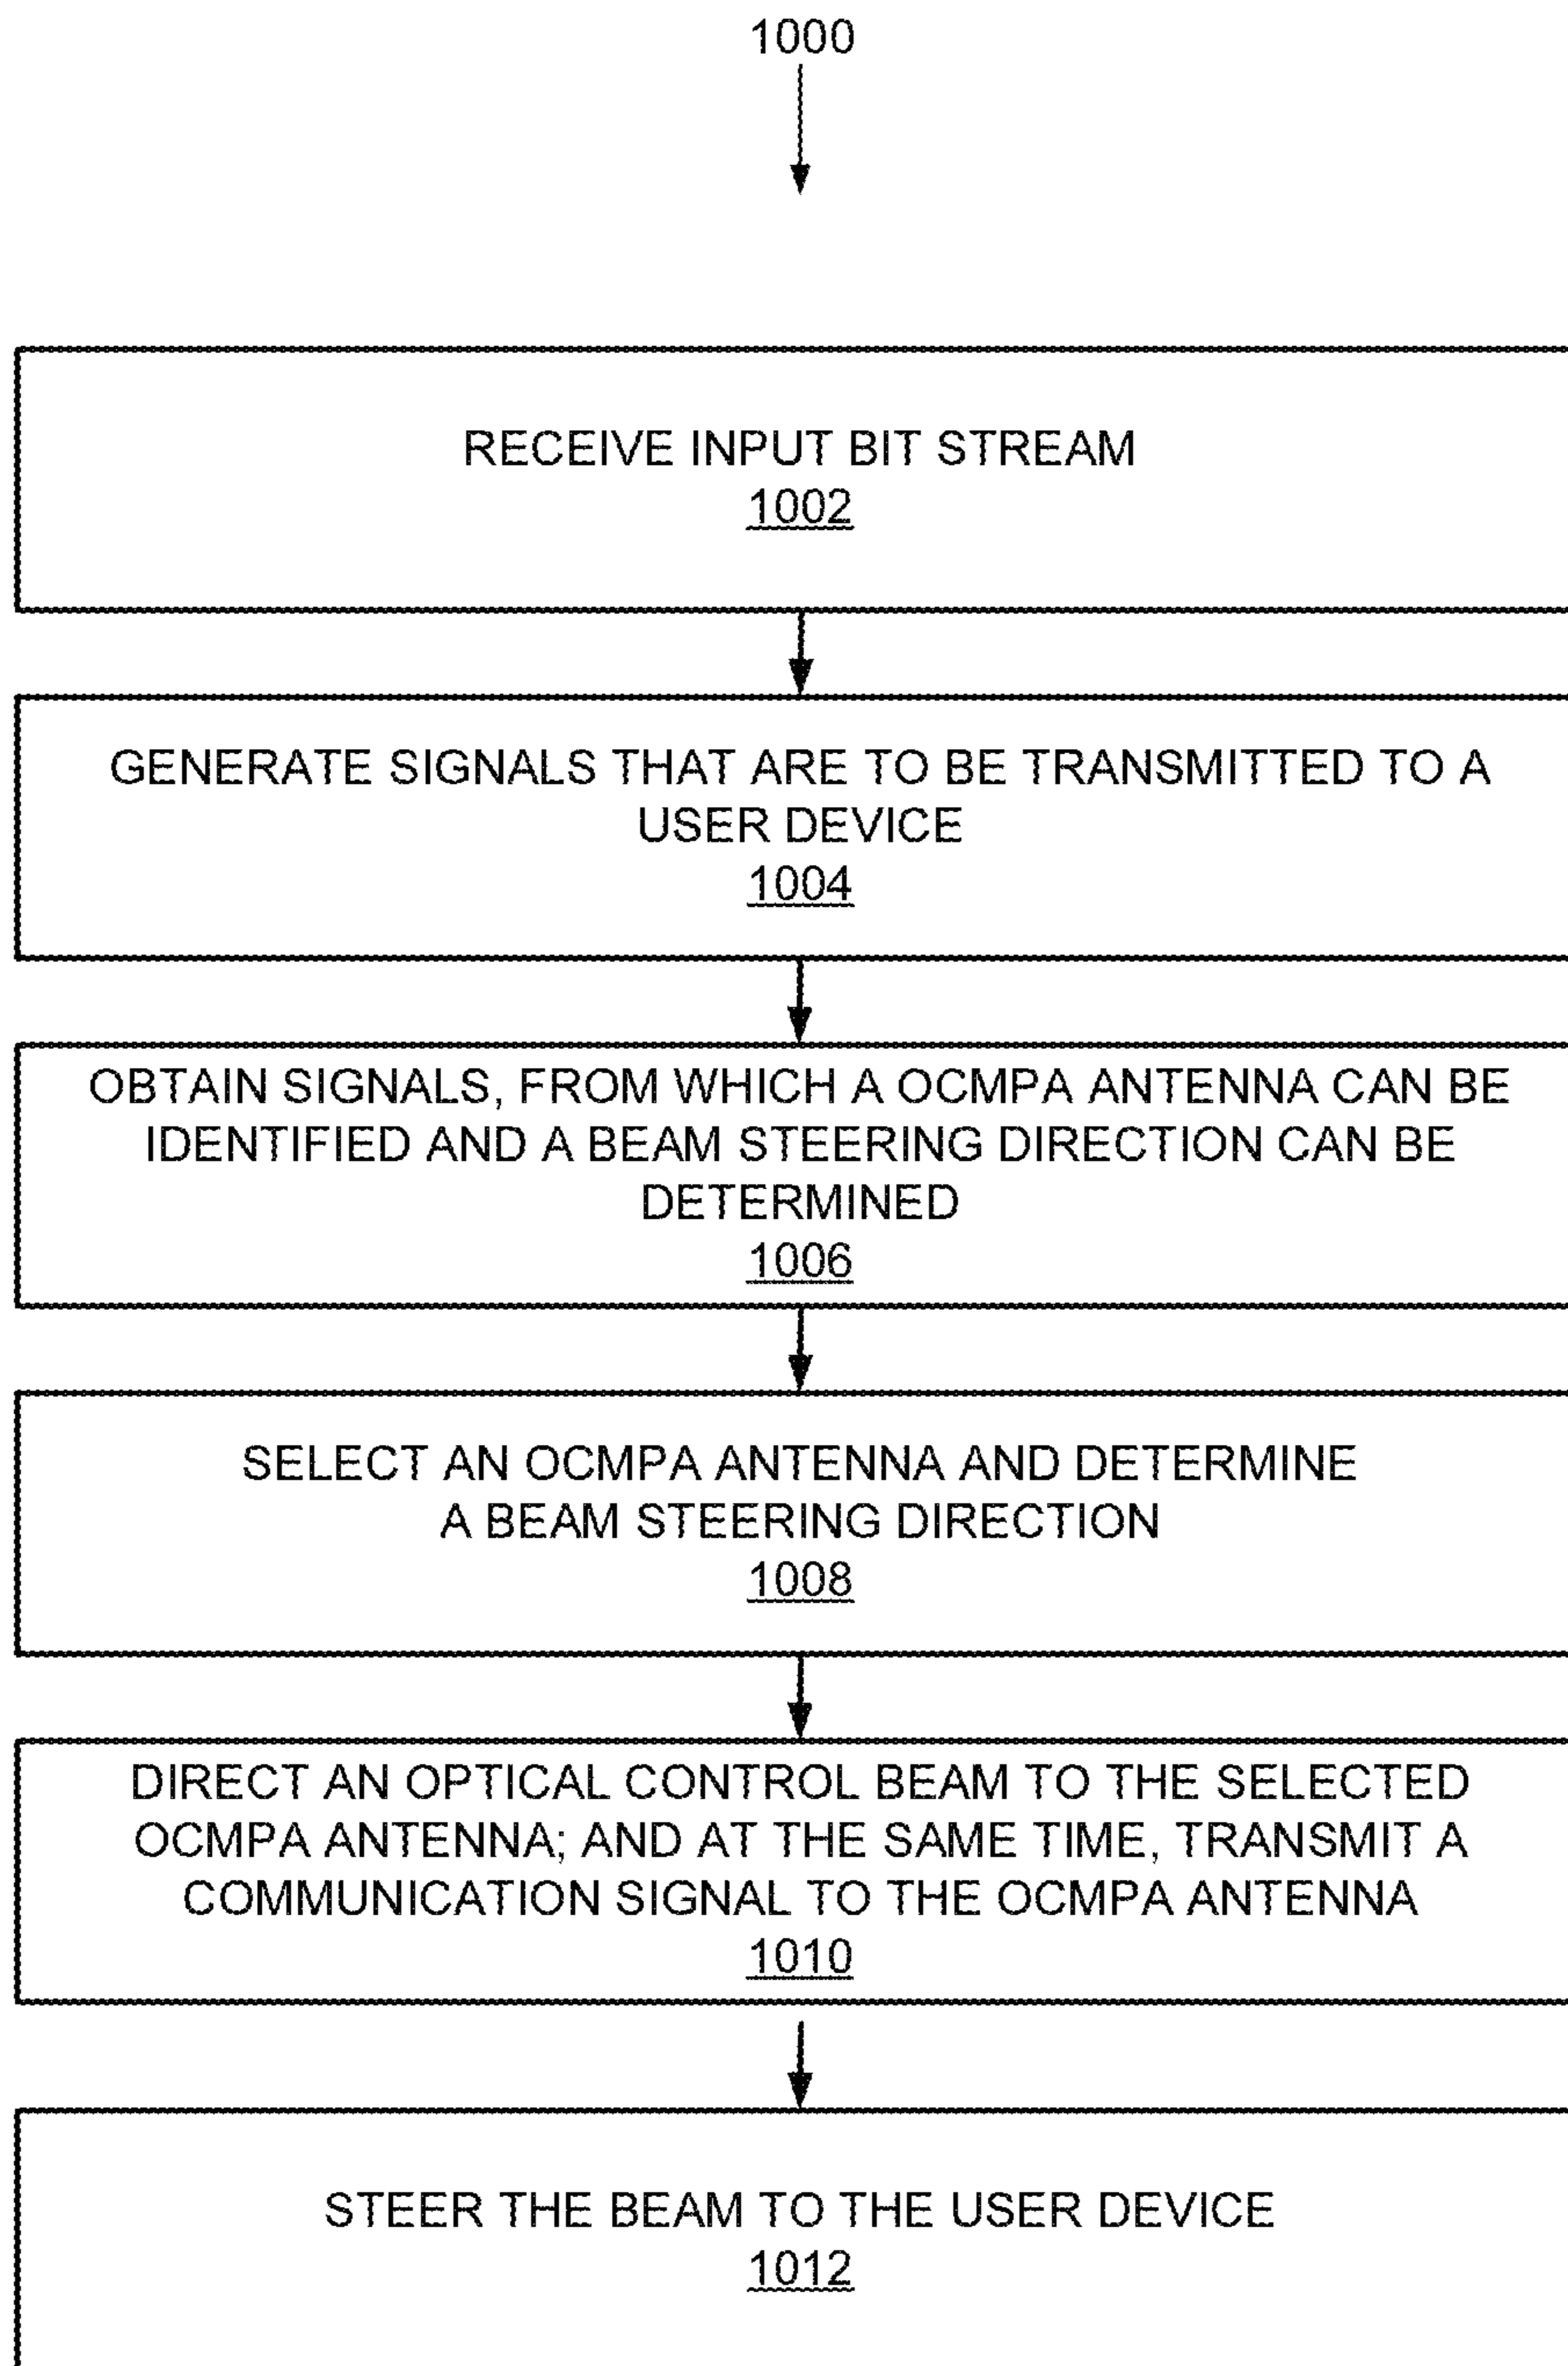 1000
RECEIVE INPUT BIT STREAM
1002
GENERATE SIGNALS THAT ARE TO BE TRANSMITTED TO A
USER DEVICE
1004
OBTAIN SIGNALS, FROM WHICH A OCMPA ANTENNA CAN BE
IDENTIFIED AND A BEAM STEERING DIRECTION CAN BE
DETERMINED
1006
SELECT AN OCMPA ANTENNA AND DETERMINE
A BEAM STEERING DIRECTION
1008
DIRECT AN OPTICAL CONTROL BEAM TO THE SELECTED
OCMPA ANTENNA; AND AT THE SAME TIME, TRANSMIT A
COMMUNICATION SIGNAL TO THE OCMPA ANTENNA
1010
STEER THE BEAM TO THE USER DEVICE
1012